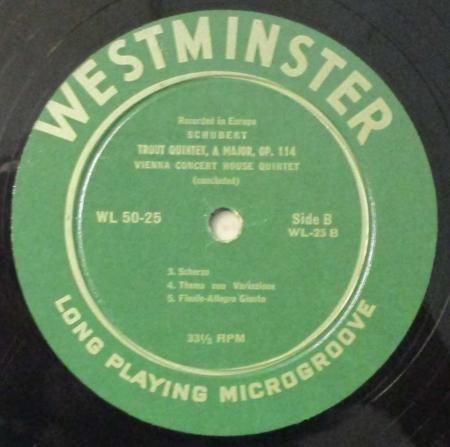 WESTMINSTER
Recorded in Europe
SCHUBERT
TROUT QUINTET, A MAJOR, OP. 114
VIENNA CONCERT HOUSE QUINTET
(concluded)
WL 50-25
Side B
WL-25 B
3. Scherzo
4. Thema con Variazione
5. Finale-Allegro Giusto
33⅓ RPM
LONG PLAYING MICROGROOVE